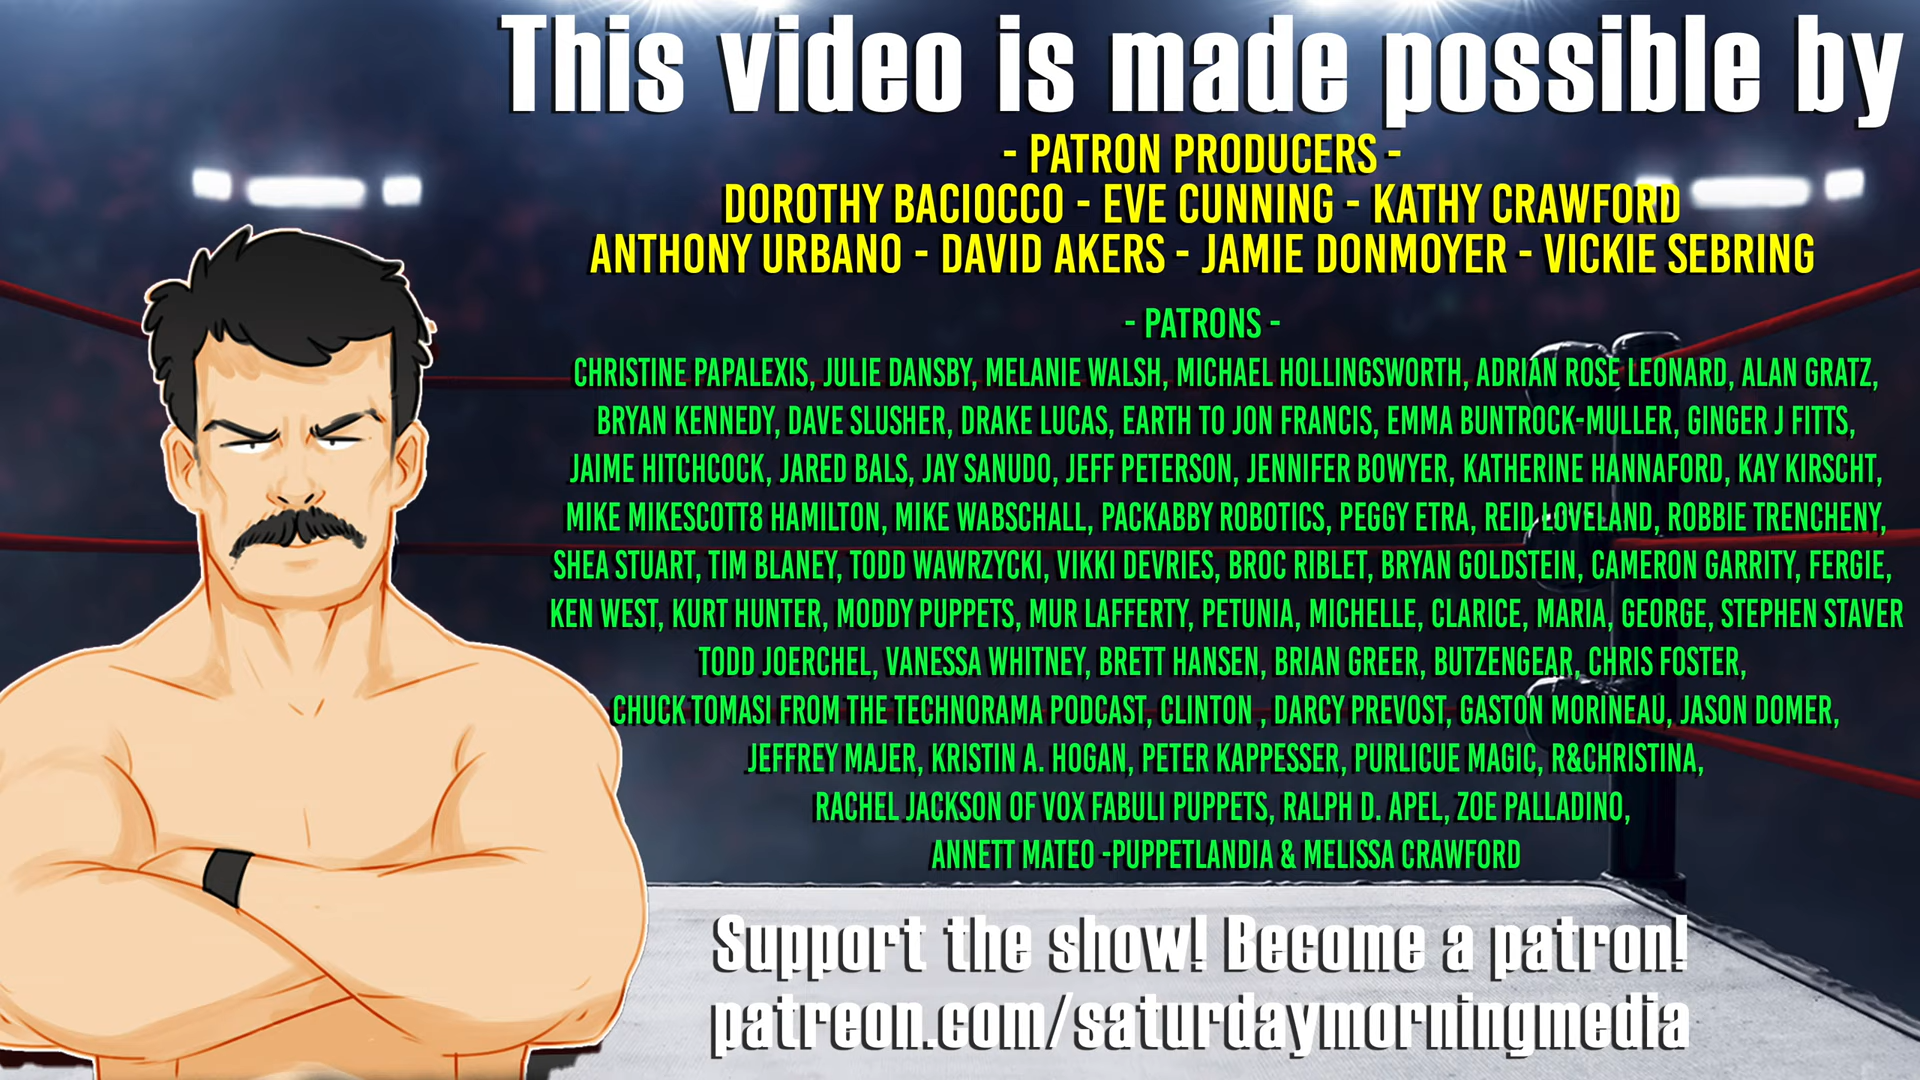 This video is made possible by
- PATRON PRODUCERS -
DOROTHY BACIOCCO - EVE CUNNING - KATHY CRAWFORD
ANTHONY URBANO - DAVID AKERS - JAMIE DONMOYER - VICKIE SEBRING
- PATRONS -
CHRISTINE PAPALEXIS, JULIE DANSBY, MELANIE WALSH, MICHAEL HOLLINGSWORTH, ADRIAN ROSE LEONARD, ALAN GRATZ,
BRYAN KENNEDY, DAVE SLUSHER, DRAKE LUCAS, EARTH TO JON FRANCIS, EMMA BUNTROCK-MULLER, GINGER J FITTS,
JAIME HITCHCOCK, JARED BALS, JAY SANUDO, JEFF PETERSON, JENNIFER BOWYER, KATHERINE HANNAFORD, KAY KIRSCHT,
MIKE MIKESCOTT8 HAMILTON, MIKE WABSCHALL, PACKABBY ROBOTICS, PEGGY ETRA, REID LOVELAND, ROBBIE TRENCHENY,
SHEA STUART, TIM BLANEY, TODD WAWRZYCKI, VIKKI DEVRIES, BROC RIBLET, BRYAN GOLDSTEIN, CAMERON GARRITY, FERGIE,
KEN WEST, KURT HUNTER, MODDY PUPPETS, MUR LAFFERTY, PETUNIA, MICHELLE, CLARICE, MARIA, GEORGE, STEPHEN STAVER
TODD JOERCHEL, VANESSA WHITNEY, BRETT HANSEN, BRIAN GREER, BUTZENGEAR, CHRIS FOSTER,
CHUCK TOMASI FROM THE TECHNORAMA PODCAST, CLINTON , DARCY PREVOST, GASTON MORINEAU, JASON DOMER,
JEFFREY MAJER, KRISTIN A. HOGAN, PETER KAPPESSER, PURLICUE MAGIC, R&CHRISTINA,
RACHEL JACKSON OF VOX FABULI PUPPETS, RALPH D. APEL, ZOE PALLADINO,
ANNETT MATEO -PUPPETLANDIA & MELISSA CRAWFORD
Support the show! Become a patron!
patreon.com/saturdaymorningmedia